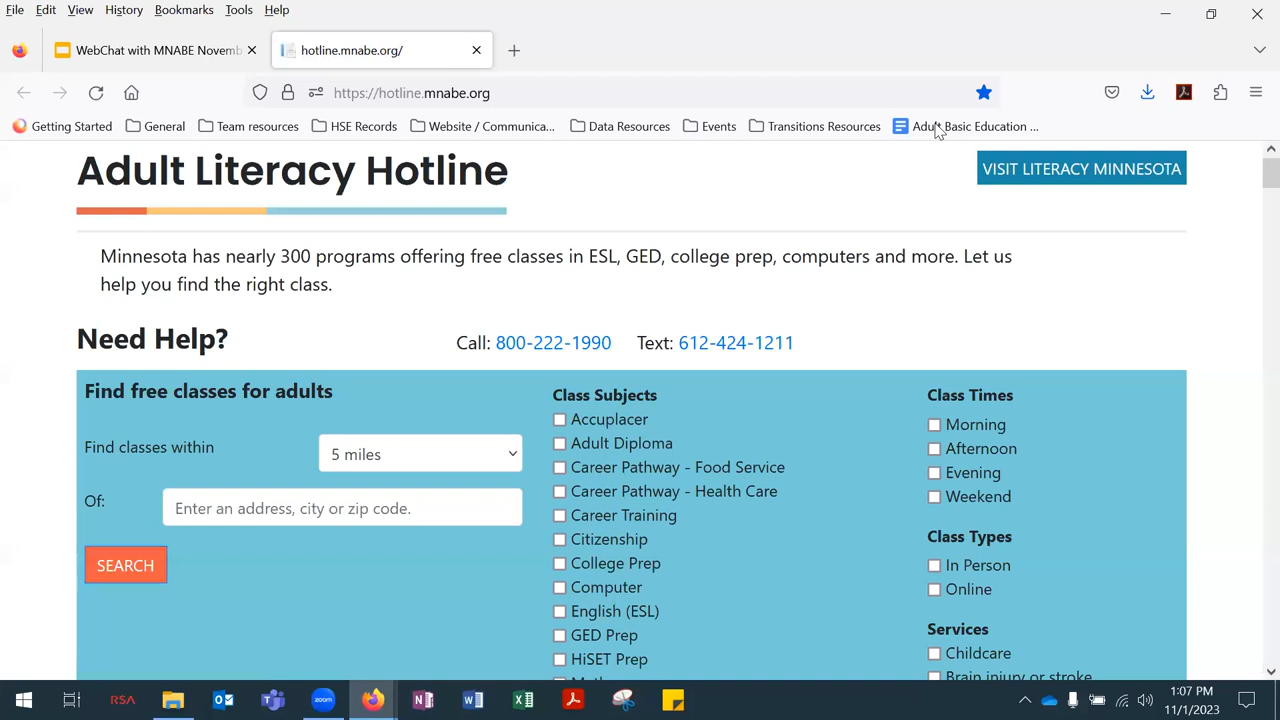 File Edit View History Bookmarks Tools Help
WebChat with MNABE Novemb
hotline.mnabe.org/
https://hotline.mnabe.org
Getting Started General Team resources HSE Records Website / Communica... Data Resources Events Transitions Resources Adult Basic Education ...
Adult Literacy Hotline
VISIT LITERACY MINNESOTA
Minnesota has nearly 300 programs offering free classes in ESL, GED, college prep, computers and more. Let us
help you find the right class.
Need Help? Call: 800-222-1990 Text: 612-424-1211
Find free classes for adults
Find classes within 5 miles
Of: Enter an address, city or zip code.
SEARCH
Class Subjects
Accuplacer
Adult Diploma
Career Pathway - Food Service
Career Pathway - Health Care
Career Training
Citizenship
College Prep
Computer
English (ESL)
GED Prep
HiSET Prep
Class Times
Morning
Afternoon
Evening
Weekend
Class Types
In Person
Online
Services
Childcare
Brain injury or stroke
RSA
zoom
1:07 PM
11/1/2023